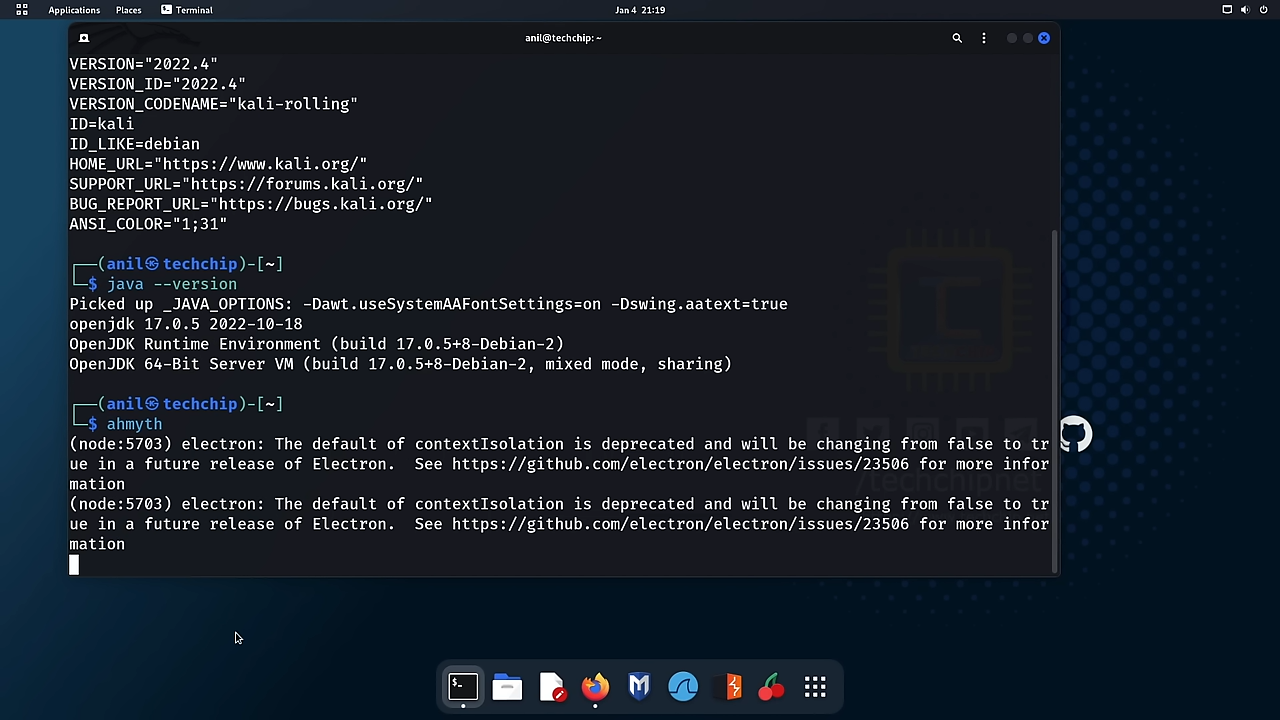 Applications Places Terminal Jan 4 21:19
anil@techchip: ~
VERSION="2022.4"
VERSION_ID="2022.4"
VERSION_CODENAME="kali-rolling"
ID=kali
ID_LIKE=debian
HOME_URL="https://www.kali.org/"
SUPPORT_URL="https://forums.kali.org/"
BUG_REPORT_URL="https://bugs.kali.org/"
ANSI_COLOR="1;31"
┌──(anil㉿techchip)-[~]
└─$ java --version
Picked up _JAVA_OPTIONS: -Dawt.useSystemAAFontSettings=on -Dswing.aatext=true
openjdk 17.0.5 2022-10-18
OpenJDK Runtime Environment (build 17.0.5+8-Debian-2)
OpenJDK 64-Bit Server VM (build 17.0.5+8-Debian-2, mixed mode, sharing)
┌──(anil㉿techchip)-[~]
└─$ ahmyth
(node:5703) electron: The default of contextIsolation is deprecated and will be changing from false to tr
ue in a future release of Electron.  See https://github.com/electron/electron/issues/23506 for more infor
mation
(node:5703) electron: The default of contextIsolation is deprecated and will be changing from false to tr
ue in a future release of Electron.  See https://github.com/electron/electron/issues/23506 for more infor
mation
/techchipnet